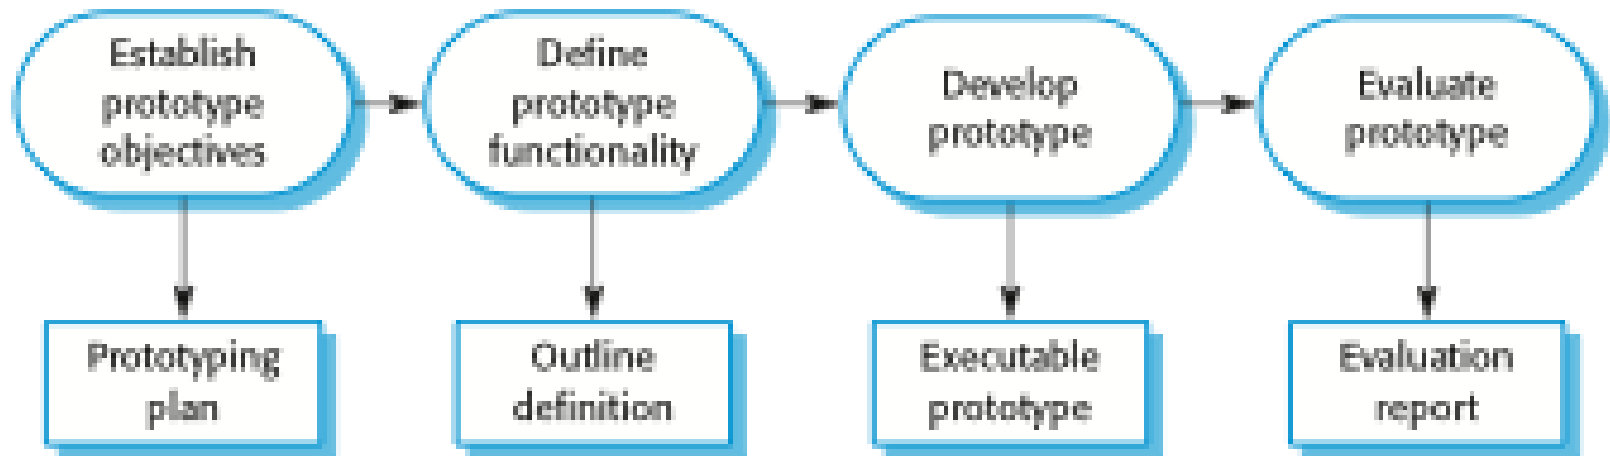 Establish
prototype
objectives
Define
prototype
functionality
Develop
prototype
Evaluate
prototype
Prototyping
plan
Outline
definition
Executable
prototype
Evaluation
report